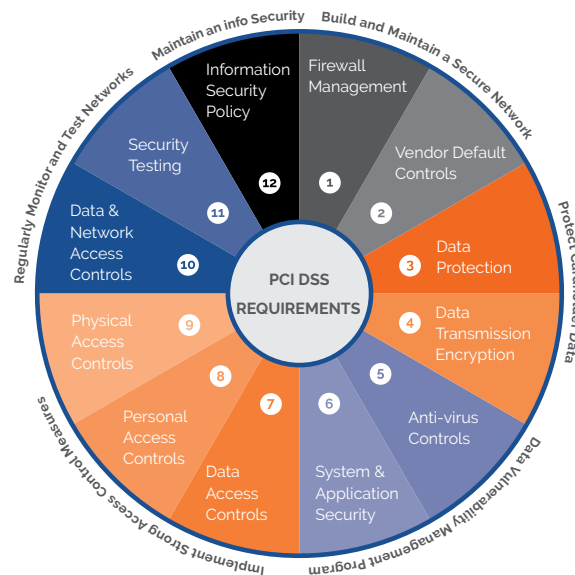 Maintain an info Security
Build and Maintain a Secure Network
Protect Cardholder Data
Data Vulnerability Management Program
Implement Strong Access Control Measures
Regularly Monitor and Test Networks
PCI DSS
REQUIREMENTS
Firewall
Management
1
Vendor Default
Controls
2
3
Data
Protection
4
Data
Transmission
Encryption
5
Anti-virus
Controls
6
System &
Application
Security
7
Data
Access
Controls
8
Personal
Access
Controls
9
Physical
Access
Controls
10
Data &
Network
Access
Controls
11
Security
Testing
12
Information
Security
Policy